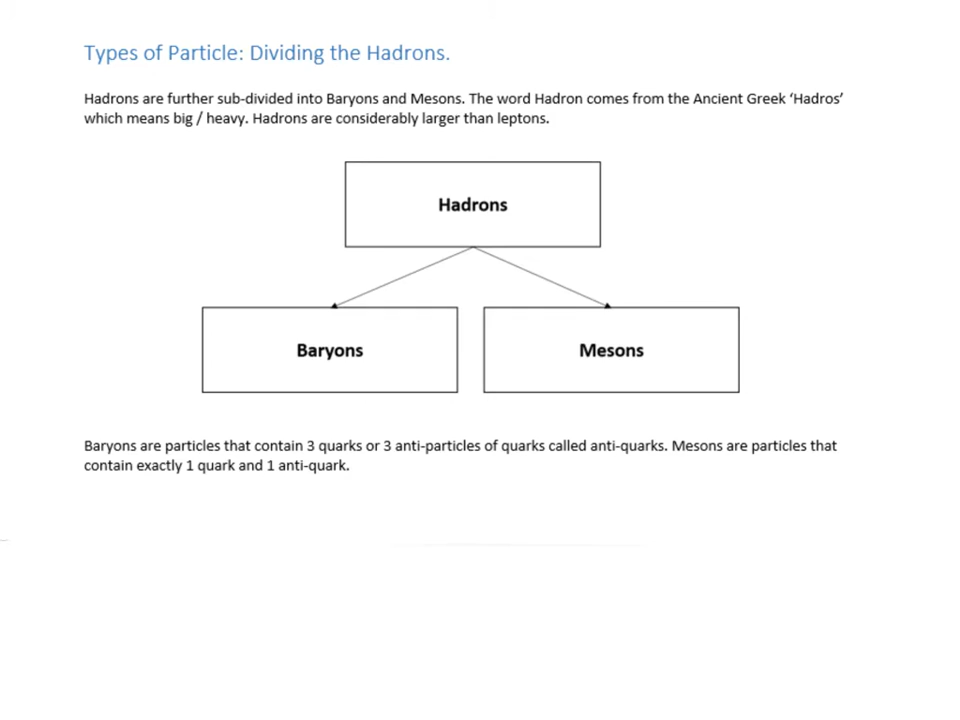 Types of Particle: Dividing the Hadrons.
Hadrons are further sub-divided into Baryons and Mesons. The word Hadron comes from the Ancient Greek ‘Hadros’
which means big / heavy. Hadrons are considerably larger than leptons.
Hadrons
Baryons
Mesons
Baryons are particles that contain 3 quarks or 3 anti-particles of quarks called anti-quarks. Mesons are particles that
contain exactly 1 quark and 1 anti-quark.